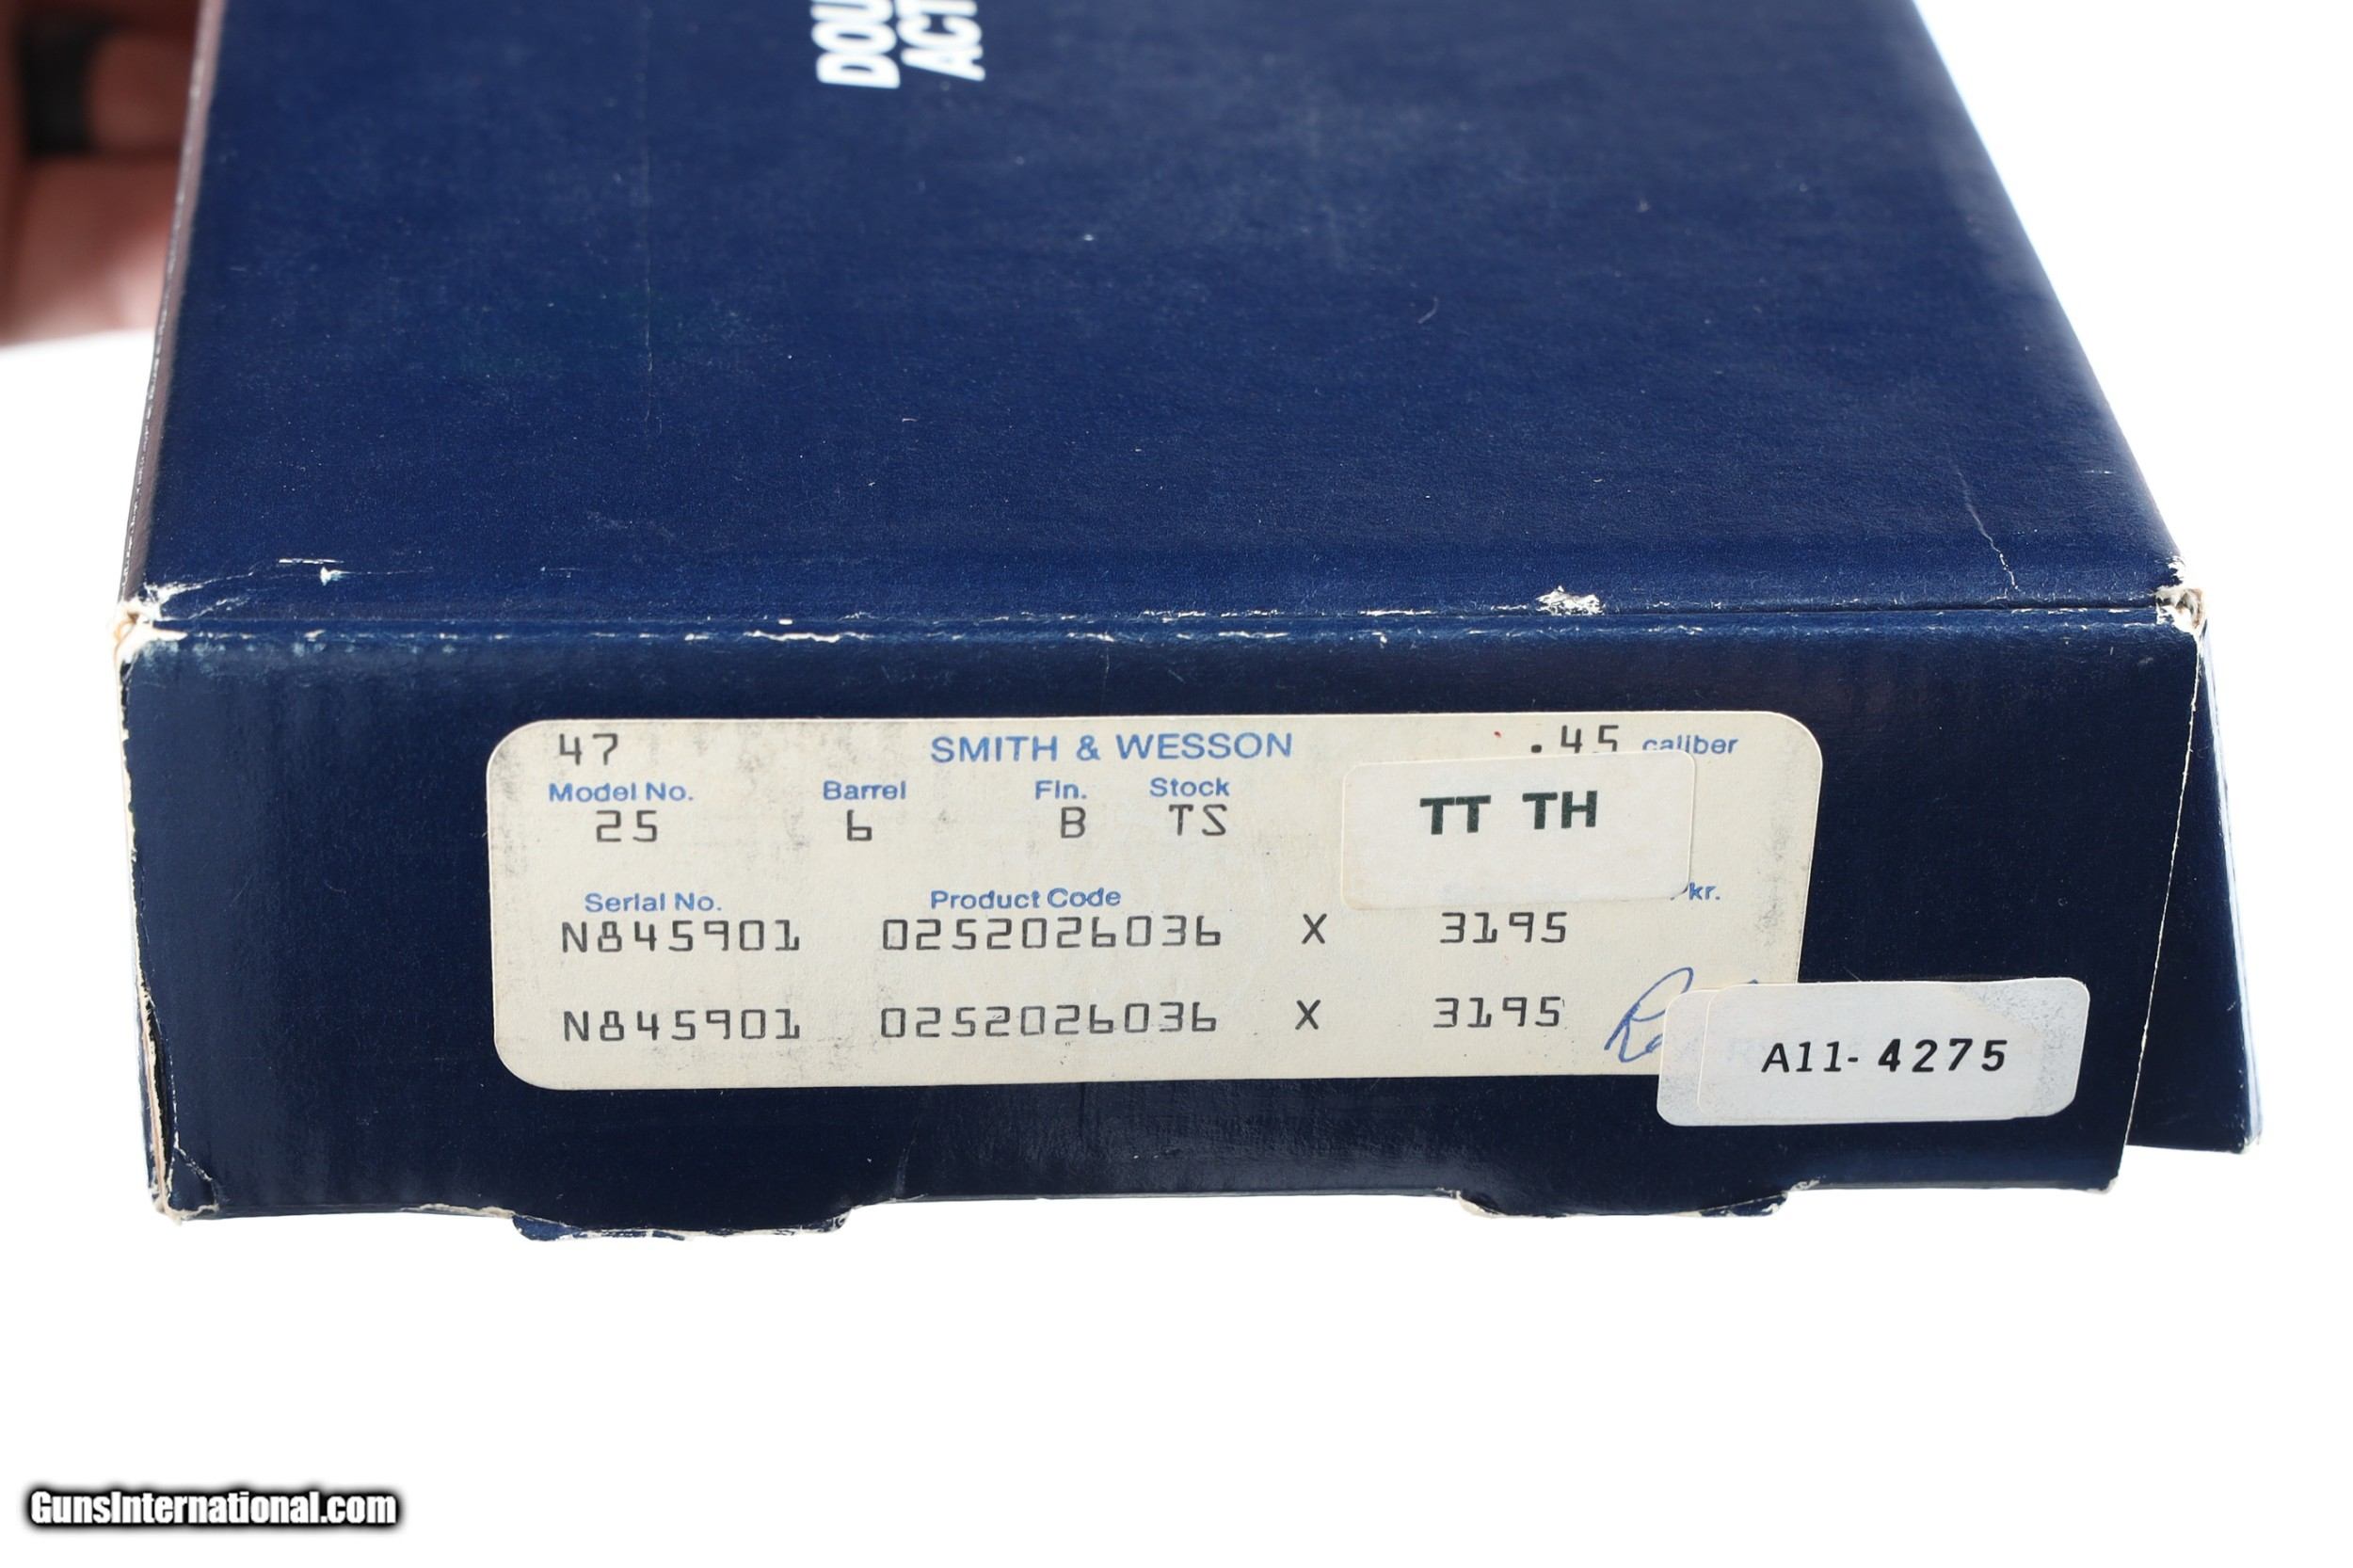 DOU
ACT
47 SMITH & WESSON .45 caliber
Model No. Barrel Fin. Stock
25 6 B TS TT TH
Serial No. Product Code kr.
N845901 0252026036 X 3195
N845901 0252026036 X 3195
A11- 4275
GunsInternational.com